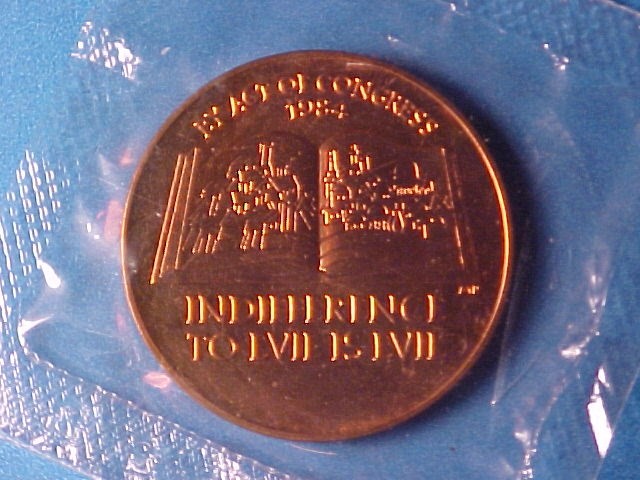 BY ACT OF CONGRESS
1984
INDIFFERENCE
TO EVIL IS EVIL